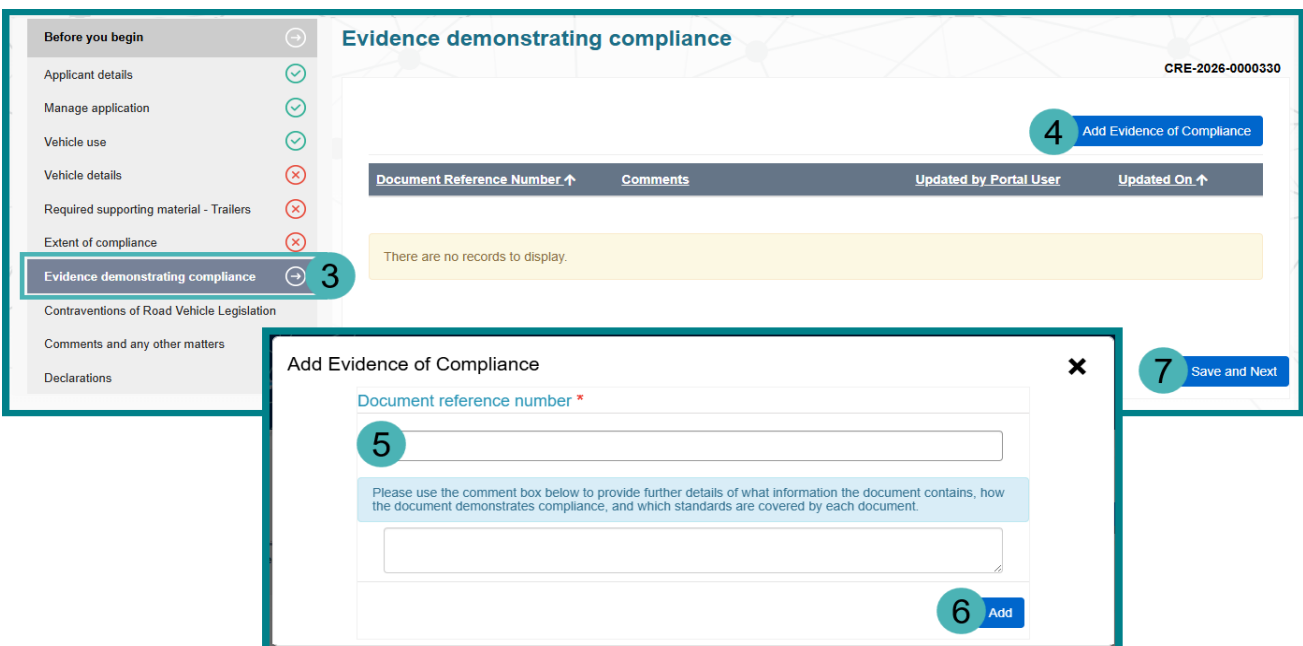 Before you begin
Applicant details
Manage application
Vehicle use
Vehicle details
Required supporting material - Trailers
Extent of compliance
Evidence demonstrating compliance
3
Contraventions of Road Vehicle Legislation
Comments and any other matters
Declarations
Evidence demonstrating compliance
CRE-2026-0000330
4 Add Evidence of Compliance
Document Reference Number Comments Updated by Portal User Updated On
There are no records to display.
7 Save and Next
Add Evidence of Compliance
Document reference number *
5
Please use the comment box below to provide further details of what information the document contains, how
the document demonstrates compliance, and which standards are covered by each document.
6 Add